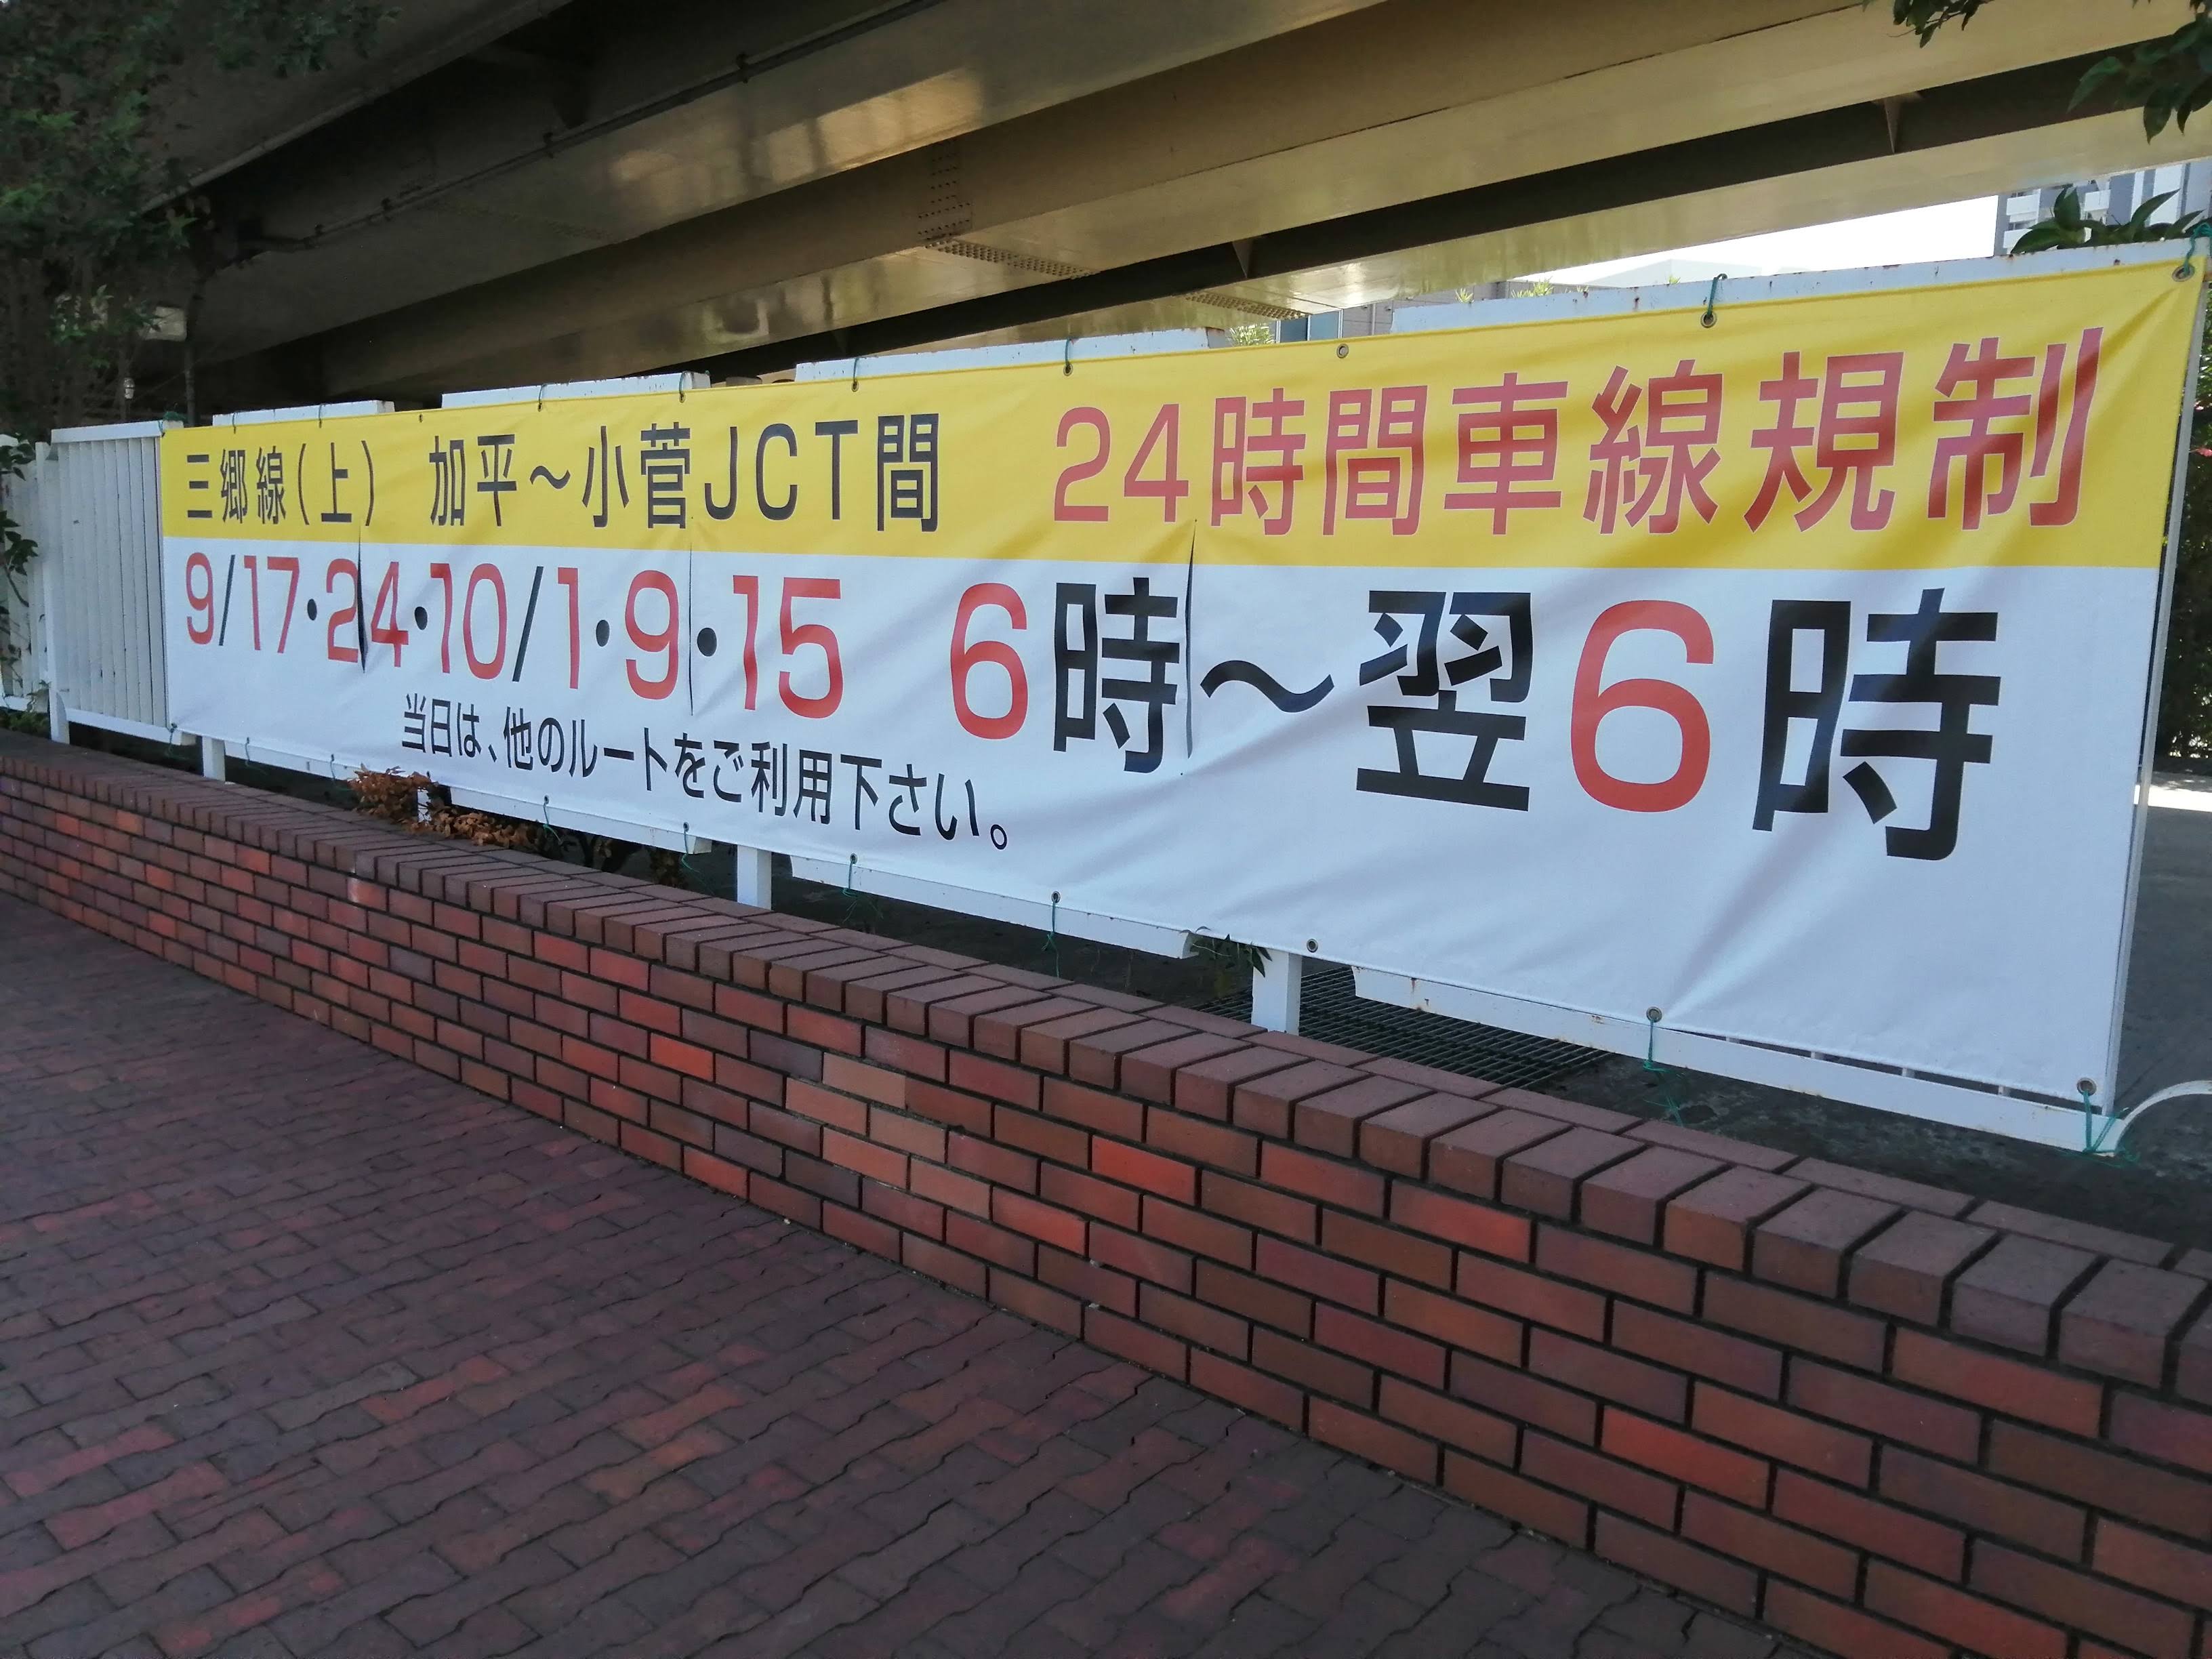 三郷線(上) 加平～小菅JCT間 24時間車線規制
9/17・24・10/1・9・15 6時～翌6時
当日は、他のルートをご利用下さい。